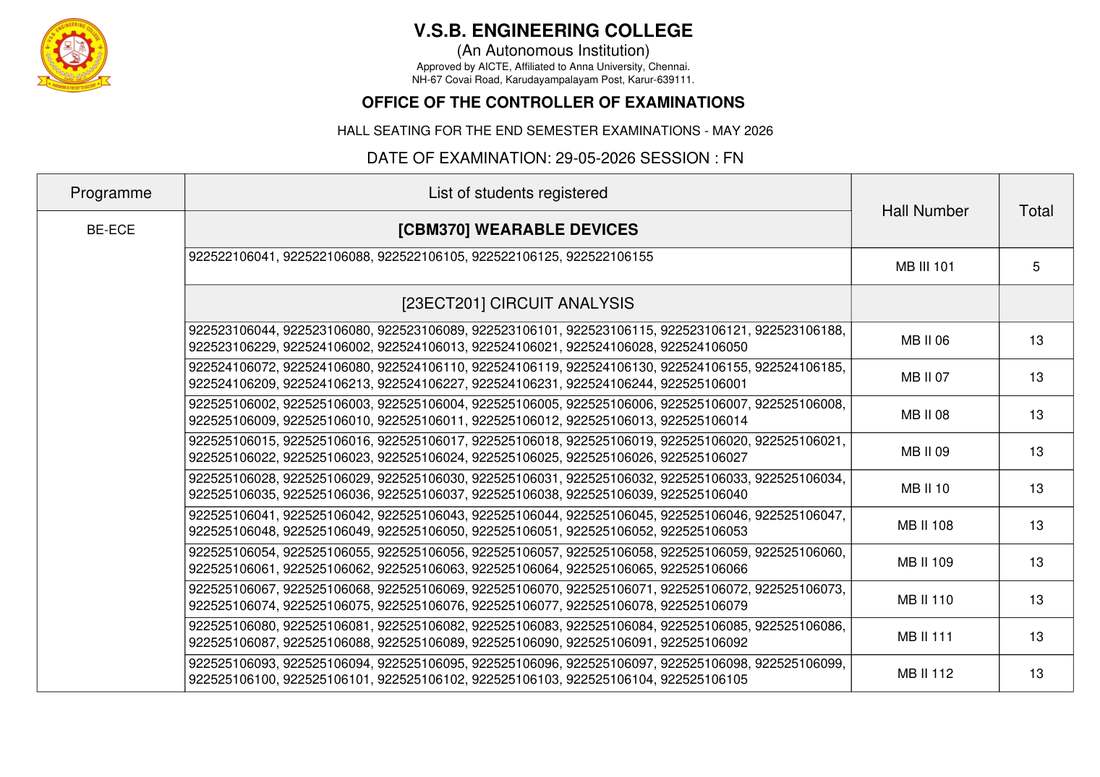 V.S.B. ENGINEERING COLLEGE
(An Autonomous Institution)
Approved by AICTE, Affiliated to Anna University, Chennai.
NH-67 Covai Road, Karudayampalayam Post, Karur-639111.
OFFICE OF THE CONTROLLER OF EXAMINATIONS
HALL SEATING FOR THE END SEMESTER EXAMINATIONS - MAY 2026
DATE OF EXAMINATION: 29-05-2026 SESSION : FN
Programme List of students registered Hall Number Total
BE-ECE [CBM370] WEARABLE DEVICES
922522106041, 922522106088, 922522106105, 922522106125, 922522106155 MB III 101 5
[23ECT201] CIRCUIT ANALYSIS
922523106044, 922523106080, 922523106089, 922523106101, 922523106115, 922523106121, 922523106188,
922523106229, 922524106002, 922524106013, 922524106021, 922524106028, 922524106050 MB II 06 13
922524106072, 922524106080, 922524106110, 922524106119, 922524106130, 922524106155, 922524106185,
922524106209, 922524106213, 922524106227, 922524106231, 922524106244, 922525106001 MB II 07 13
922525106002, 922525106003, 922525106004, 922525106005, 922525106006, 922525106007, 922525106008,
922525106009, 922525106010, 922525106011, 922525106012, 922525106013, 922525106014 MB II 08 13
922525106015, 922525106016, 922525106017, 922525106018, 922525106019, 922525106020, 922525106021,
922525106022, 922525106023, 922525106024, 922525106025, 922525106026, 922525106027 MB II 09 13
922525106028, 922525106029, 922525106030, 922525106031, 922525106032, 922525106033, 922525106034,
922525106035, 922525106036, 922525106037, 922525106038, 922525106039, 922525106040 MB II 10 13
922525106041, 922525106042, 922525106043, 922525106044, 922525106045, 922525106046, 922525106047,
922525106048, 922525106049, 922525106050, 922525106051, 922525106052, 922525106053 MB II 108 13
922525106054, 922525106055, 922525106056, 922525106057, 922525106058, 922525106059, 922525106060,
922525106061, 922525106062, 922525106063, 922525106064, 922525106065, 922525106066 MB II 109 13
922525106067, 922525106068, 922525106069, 922525106070, 922525106071, 922525106072, 922525106073,
922525106074, 922525106075, 922525106076, 922525106077, 922525106078, 922525106079 MB II 110 13
922525106080, 922525106081, 922525106082, 922525106083, 922525106084, 922525106085, 922525106086,
922525106087, 922525106088, 922525106089, 922525106090, 922525106091, 922525106092 MB II 111 13
922525106093, 922525106094, 922525106095, 922525106096, 922525106097, 922525106098, 922525106099,
922525106100, 922525106101, 922525106102, 922525106103, 922525106104, 922525106105 MB II 112 13